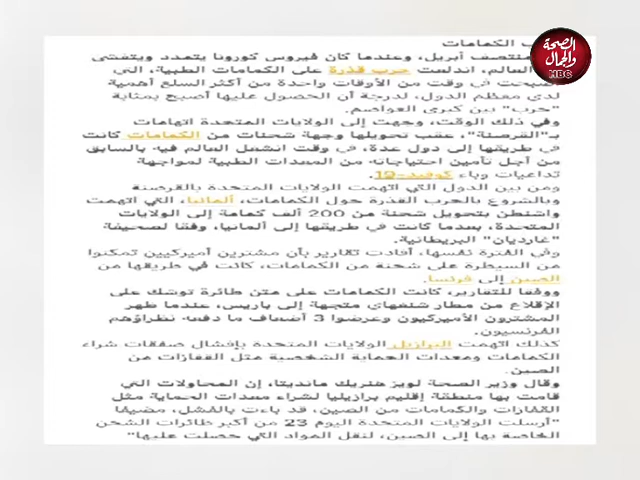 الصحة
والجمال
HBC
ب الكمامات
منتصف أبريل، وعندما كان فيروس كورونا يتمدد ويتفشى
العالم، اندلعت حرب قذرة على الكمامات الطبية، التي
أصبحت في وقت من الأوقات واحدة من أكثر السلع أهمية
لدى معظم الدول، لدرجة أن الحصول عليها أصبح بمثابة
"حرب" بين كبرى العواصم.
وفي ذلك الوقت، وجهت إلى الولايات المتحدة اتهامات
بـ"القرصنة"، عقب تحويلها وجهة شحنات من الكمامات كانت
في طريقها إلى دول عدة، في وقت انشغل العالم فيه بالسابق
من أجل تأمين احتياجاته من المعدات الطبية لمواجهة
تداعيات وباء كوفيد-19.
ومن بين الدول التي اتهمت الولايات المتحدة بالقرصنة
وبالشروع بالحرب القذرة حول الكمامات، ألمانيا، التي اتهمت
واشنطن بتحويل شحنة من 200 ألف كمامة إلى الولايات
المتحدة، بعدما كانت في طريقها إلى ألمانيا، وفقا لصحيفة
"غارديان" البريطانية.
وفي الفترة نفسها، أفادت تقارير بأن مشترين أميركيين تمكنوا
من السيطرة على شحنة من الكمامات، كانت في طريقها من
الصين إلى فرنسا.
ووفقا للتقارير، كانت الكمامات على متن طائرة توشك على
الإقلاع من مطار شنغهاي متجهة إلى باريس، عندما ظهر
المشترون الأميركيون وعرضوا 3 أضعاف ما دفعه نظراؤهم
الفرنسيون.
كذلك اتهمت البرازيل الولايات المتحدة بإفشال صفقات شراء
الكمامات ومعدات الحماية الشخصية مثل القفازات من
الصين.
وقال وزير الصحة لويز هنريك مانديتا، إن المحاولات التي
قامت بها منطقة إقليم برازيليا لشراء معدات الحماية مثل
القفازات والكمامات من الصين، قد باءت بالفشل، مضيفا
"أرسلت الولايات المتحدة اليوم 23 من أكبر طائرات الشحن
الخاصة بها إلى الصين، لنقل المواد التي حصلت عليها"